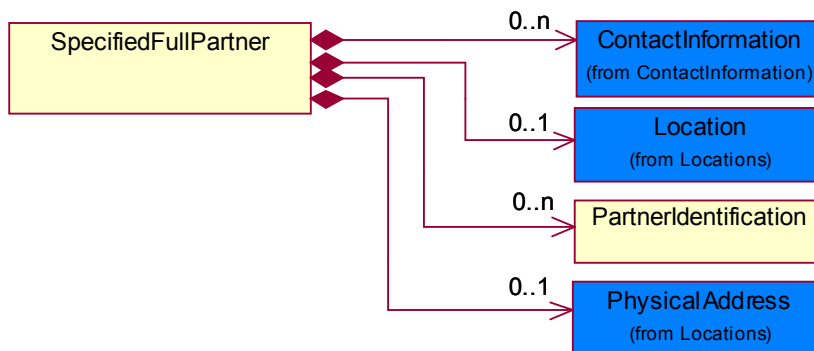 SpecifiedFullPartner
0..n
ContactInformation
(from ContactInformation)
0..1
Location
(from Locations)
0..n
PartnerIdentification
0..1
PhysicalAddress
(from Locations)